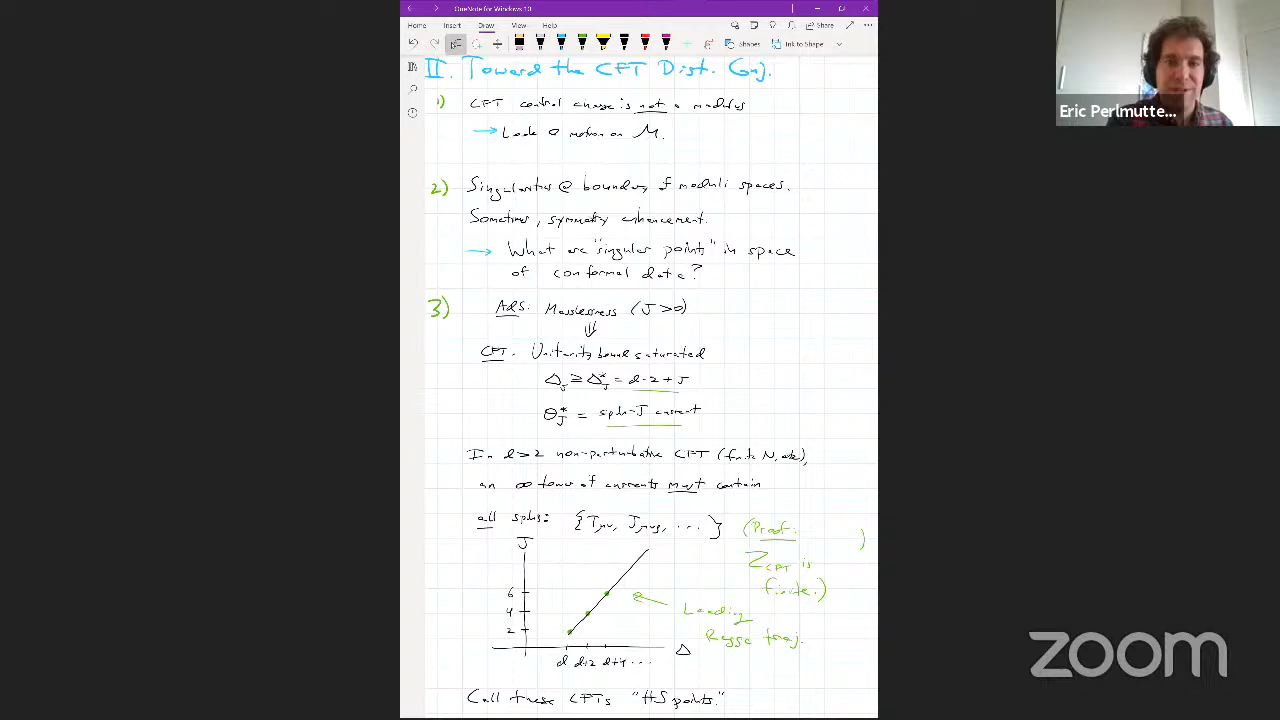 OneNote for Windows 10
Home Insert Draw View Help Share
Shapes Ink to Shape
II. Toward the CFT Dist. Conj.
1) CFT central charge is not a modulus
→ Look @ motion on M.
2) Singularities @ boundary of moduli spaces.
Sometimes, symmetry enhancement.
→ What are "singular points" in space
of conformal data?
3) AdS: Masslessness (J>0)
⇓
CFT: Unitarity bound saturated
Δ_J ≥ Δ*_J = d-2+J
O*_J = spin-J current
In d>2 non-perturbative CFT (finite N, etc),
an ∞ tower of currents must contain
all spins: {T_μν, J_μνρ, ...} (Proof: )
Z_CFT is
finite.)
J
6
4
2
Leading
Regge traj.
d d+2 d+4 ... Δ
Call these CFTs "HS points."
Eric Perlmutte...
zoom